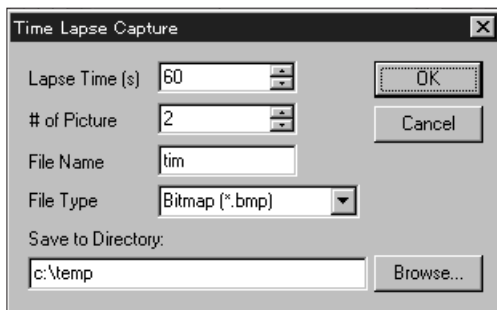 Time Lapse Capture
Lapse Time (s) 60 OK
# of Picture 2 Cancel
File Name tim
File Type Bitmap (*.bmp)
Save to Directory:
c:\temp Browse...